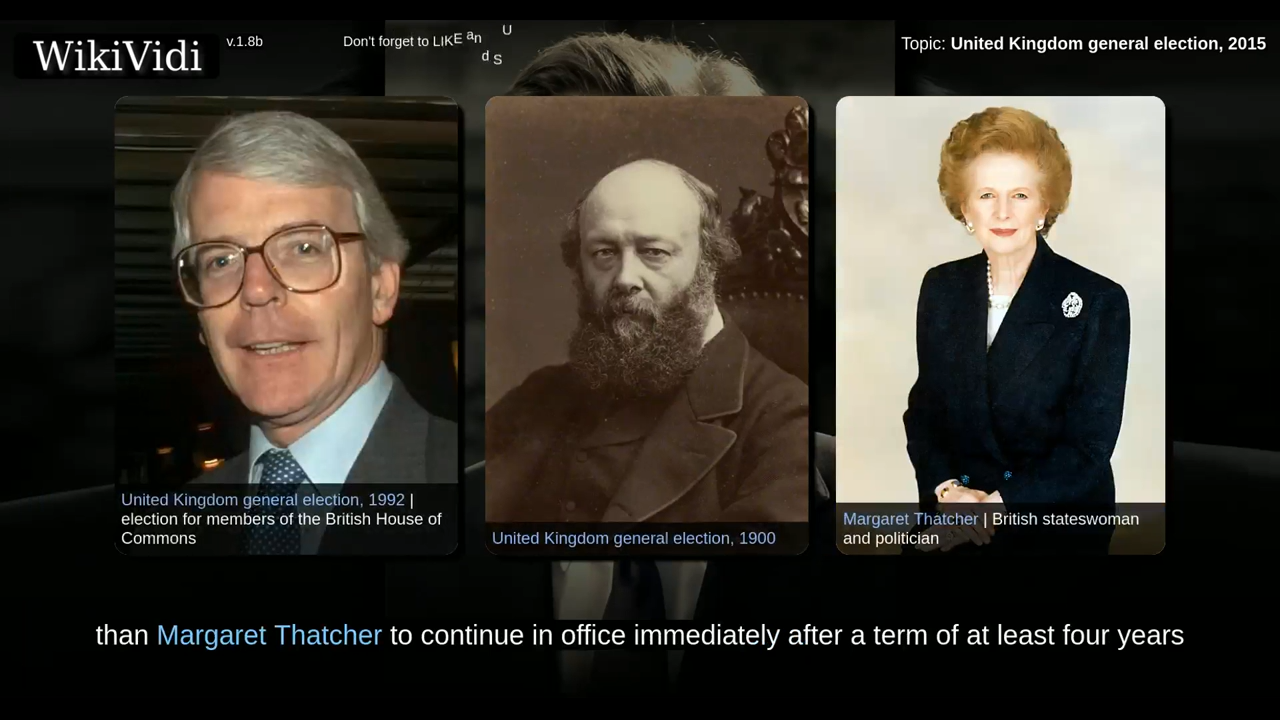 WikiVidi
v.1.8b
Don't forget to LIKE an
d S
U
Topic: United Kingdom general election, 2015
United Kingdom general election, 1992 |
election for members of the British House of
Commons
United Kingdom general election, 1900
Margaret Thatcher | British stateswoman
and politician
than Margaret Thatcher to continue in office immediately after a term of at least four years